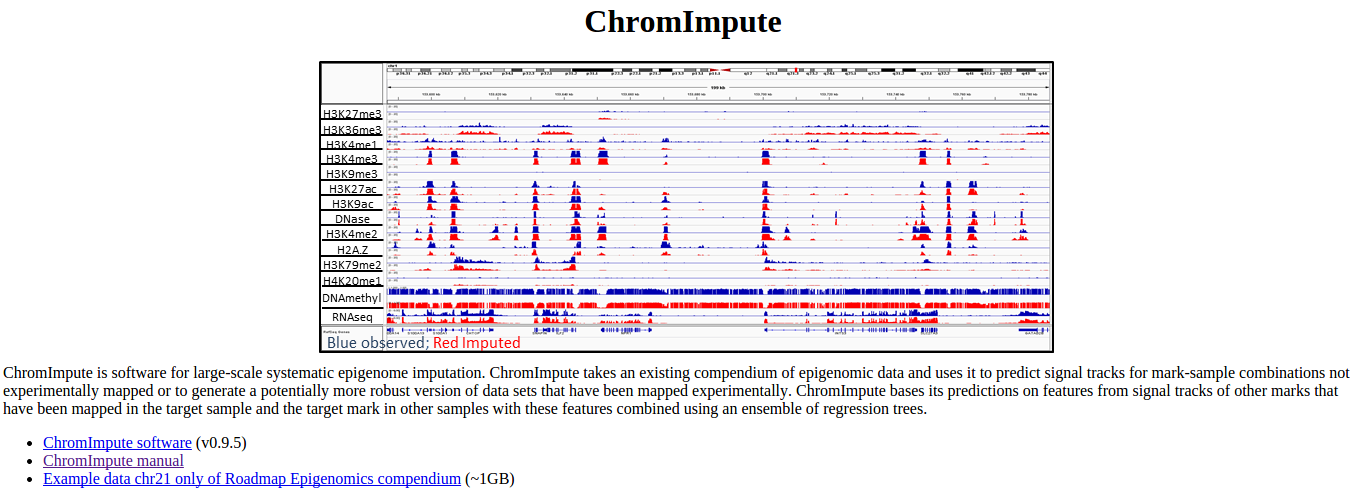 ChromImpute
H3K27me3
H3K36me3
H3K4me1
H3K4me3
H3K9me3
H3K27ac
H3K9ac
DNase
H3K4me2
H2A.Z
H3K79me2
H4K20me1
DNAmethyl
RNAseq
Blue observed; Red Imputed
ChromImpute is software for large-scale systematic epigenome imputation. ChromImpute takes an existing compendium of epigenomic data and uses it to predict signal tracks for mark-sample combinations not
experimentally mapped or to generate a potentially more robust version of data sets that have been mapped experimentally. ChromImpute bases its predictions on features from signal tracks of other marks that
have been mapped in the target sample and the target mark in other samples with these features combined using an ensemble of regression trees.
ChromImpute software (v0.9.5)
ChromImpute manual
Example data chr21 only of Roadmap Epigenomics compendium (~1GB)